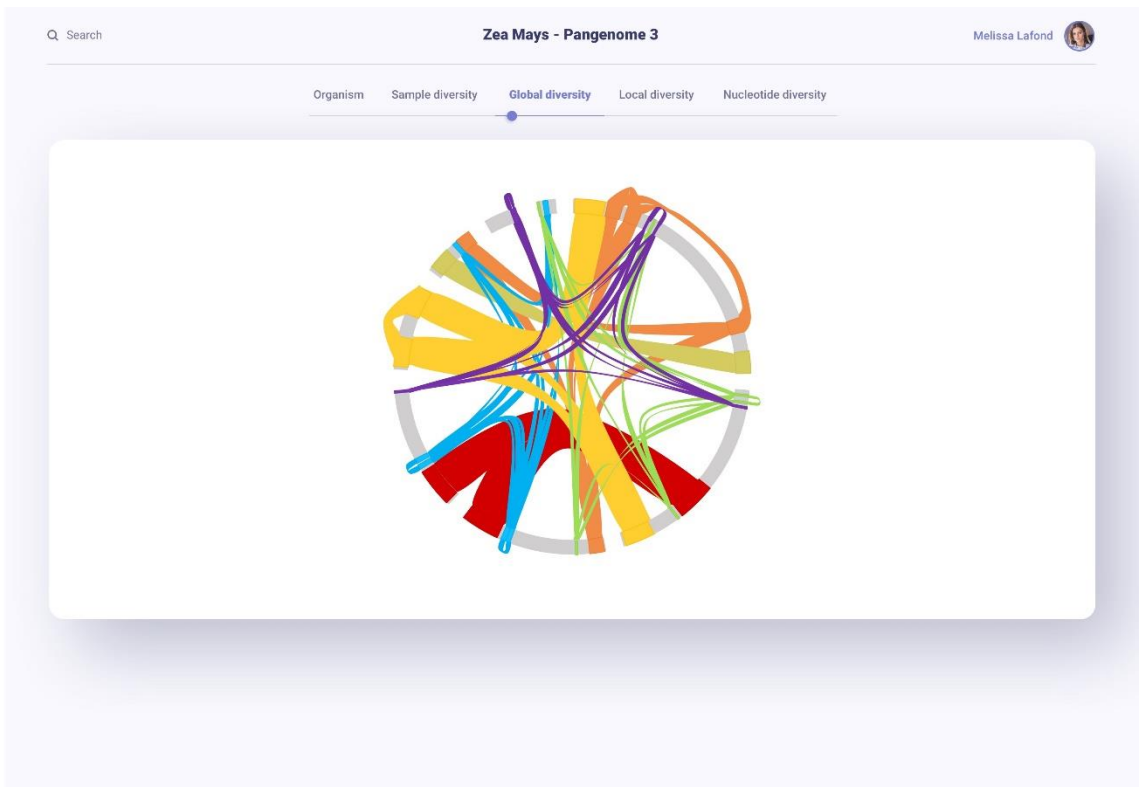 Search
Zea Mays - Pangenome 3
Melissa Lafond
Organism Sample diversity Global diversity Local diversity Nucleotide diversity